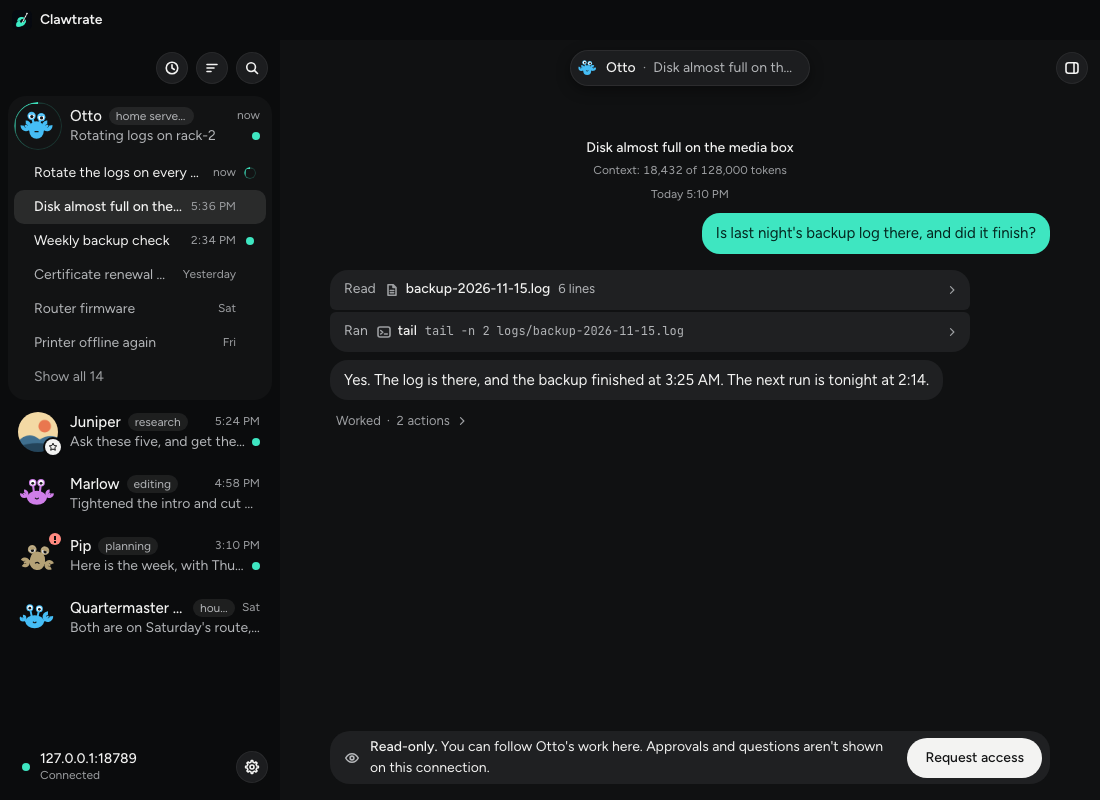 Clawtrate
Otto home serve... now
Rotating logs on rack-2
Rotate the logs on every ... now
Disk almost full on the... 5:36 PM
Weekly backup check 2:34 PM
Certificate renewal ... Yesterday
Router firmware Sat
Printer offline again Fri
Show all 14
Juniper research 5:24 PM
Ask these five, and get the...
Marlow editing 4:58 PM
Tightened the intro and cut ...
Pip planning 3:10 PM
Here is the week, with Thu...
Quartermaster ... hou... Sat
Both are on Saturday's route,...
127.0.0.1:18789
Connected
Otto · Disk almost full on th...
Disk almost full on the media box
Context: 18,432 of 128,000 tokens
Today 5:10 PM
Is last night's backup log there, and did it finish?
Read backup-2026-11-15.log 6 lines
Ran tail tail -n 2 logs/backup-2026-11-15.log
Yes. The log is there, and the backup finished at 3:25 AM. The next run is tonight at 2:14.
Worked · 2 actions
Read-only. You can follow Otto's work here. Approvals and questions aren't shown
on this connection.
Request access